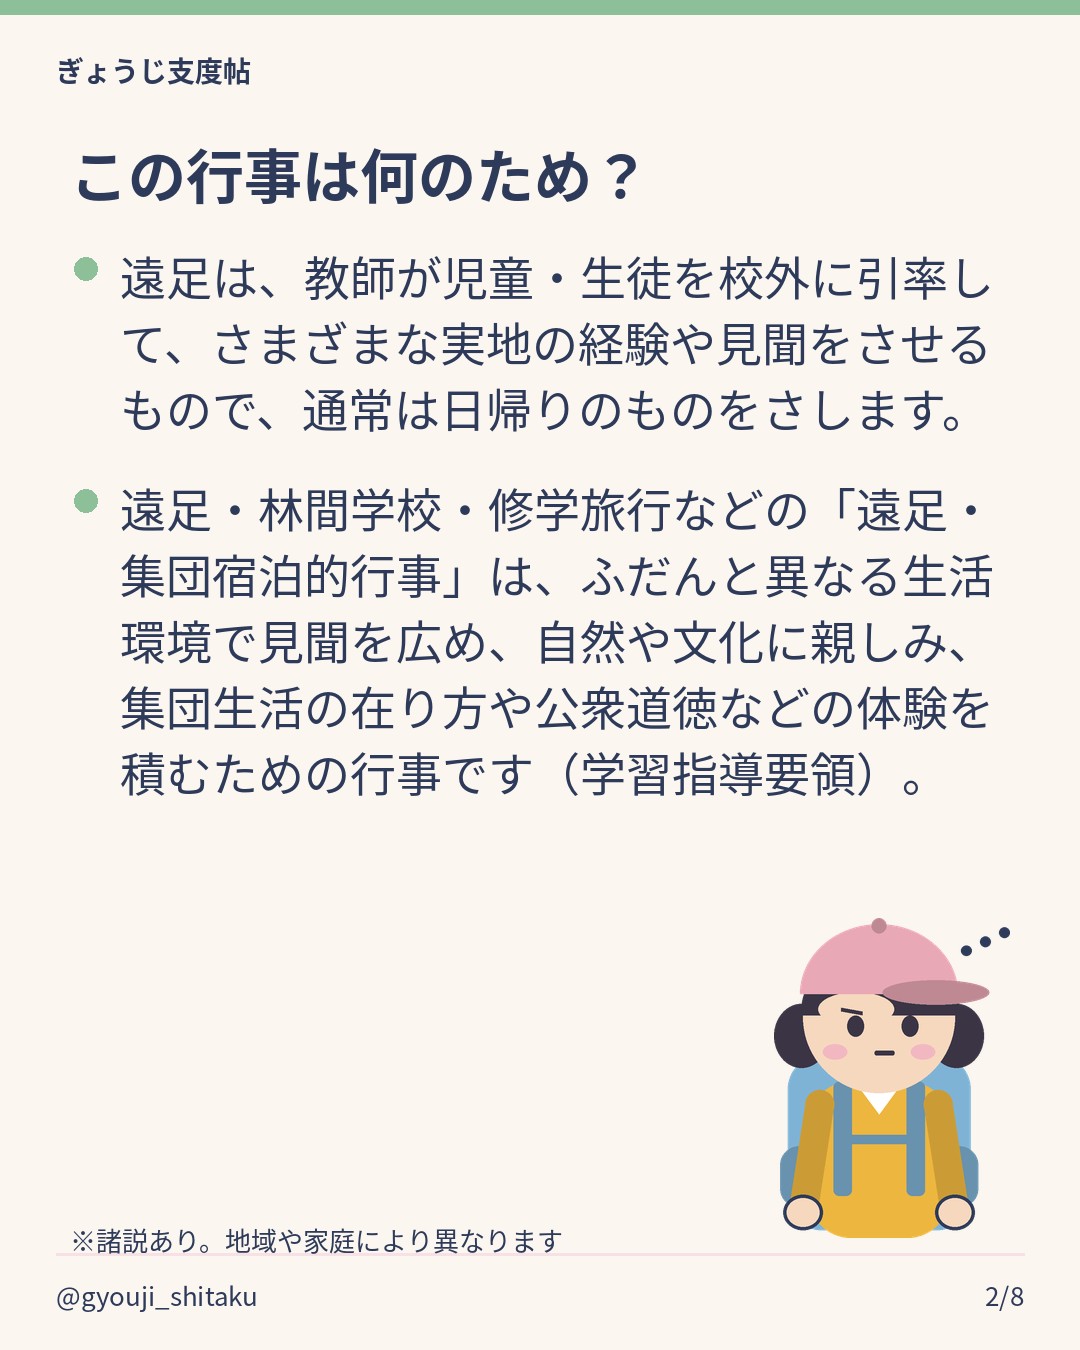 ぎょうじ支度帖
この行事は何のため？
遠足は、教師が児童・生徒を校外に引率し
て、さまざまな実地の経験や見聞をさせる
もので、通常は日帰りのものをさします。
遠足・林間学校・修学旅行などの「遠足・
集団宿泊的行事」は、ふだんと異なる生活
環境で見聞を広め、自然や文化に親しみ、
集団生活の在り方や公衆道徳などの体験を
積むための行事です（学習指導要領）。
※諸説あり。地域や家庭により異なります
@gyouji_shitaku
2/8